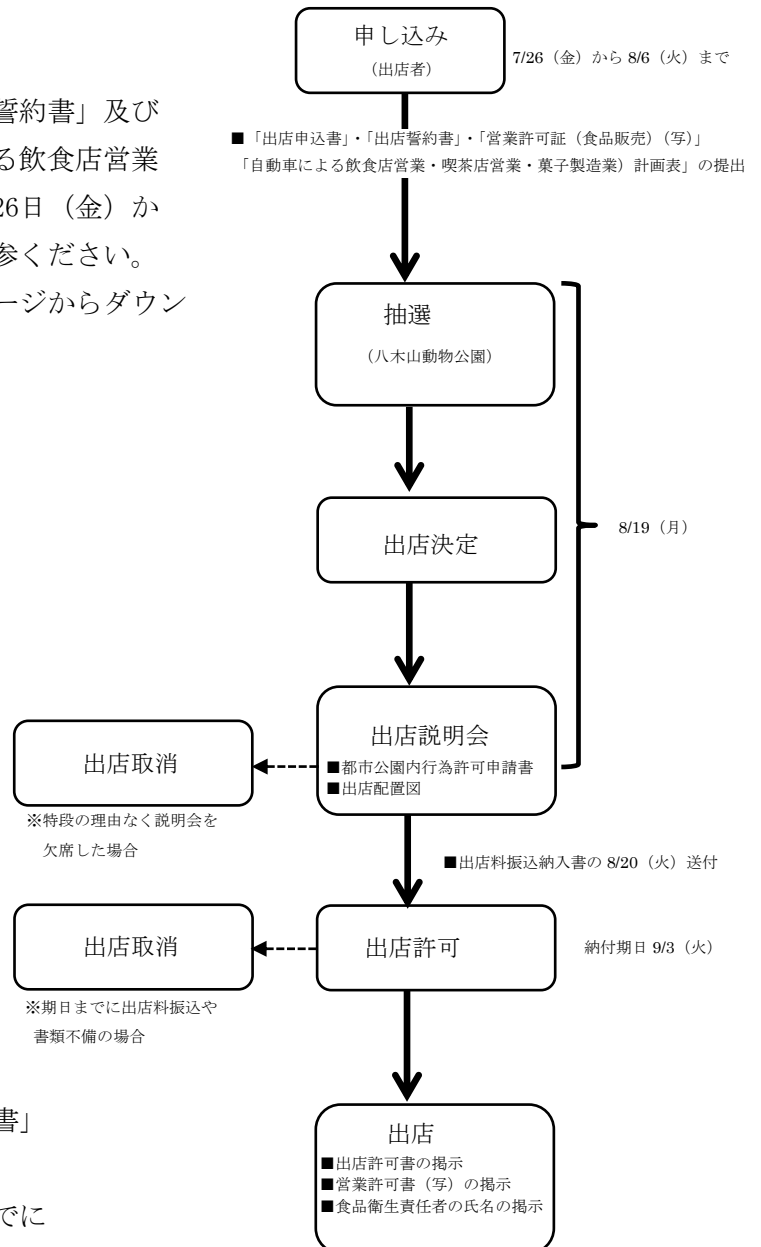 申し込み
(出店者)
7/26（金）から 8/6（火）まで
誓約書」及び
る飲食店営業
26日（金）か
参ください。
ージからダウン
■「出店申込書」・「出店誓約書」・「営業許可証（食品販売）（写）」
「自動車による飲食店営業・喫茶店営業・菓子製造業）計画表」の提出
抽選
（八木山動物公園）
出店決定
8/19（月）
出店説明会
■都市公園内行為許可申請書
■出店配置図
出店取消
※特段の理由なく説明会を
欠席した場合
■出店料振込納入書の 8/20（火）送付
出店許可
納付期日 9/3（火）
出店取消
※期日までに出店料振込や
書類不備の場合
書」
でに
出店
■出店許可書の掲示
■営業許可書（写）の掲示
■食品衛生責任者の氏名の掲示